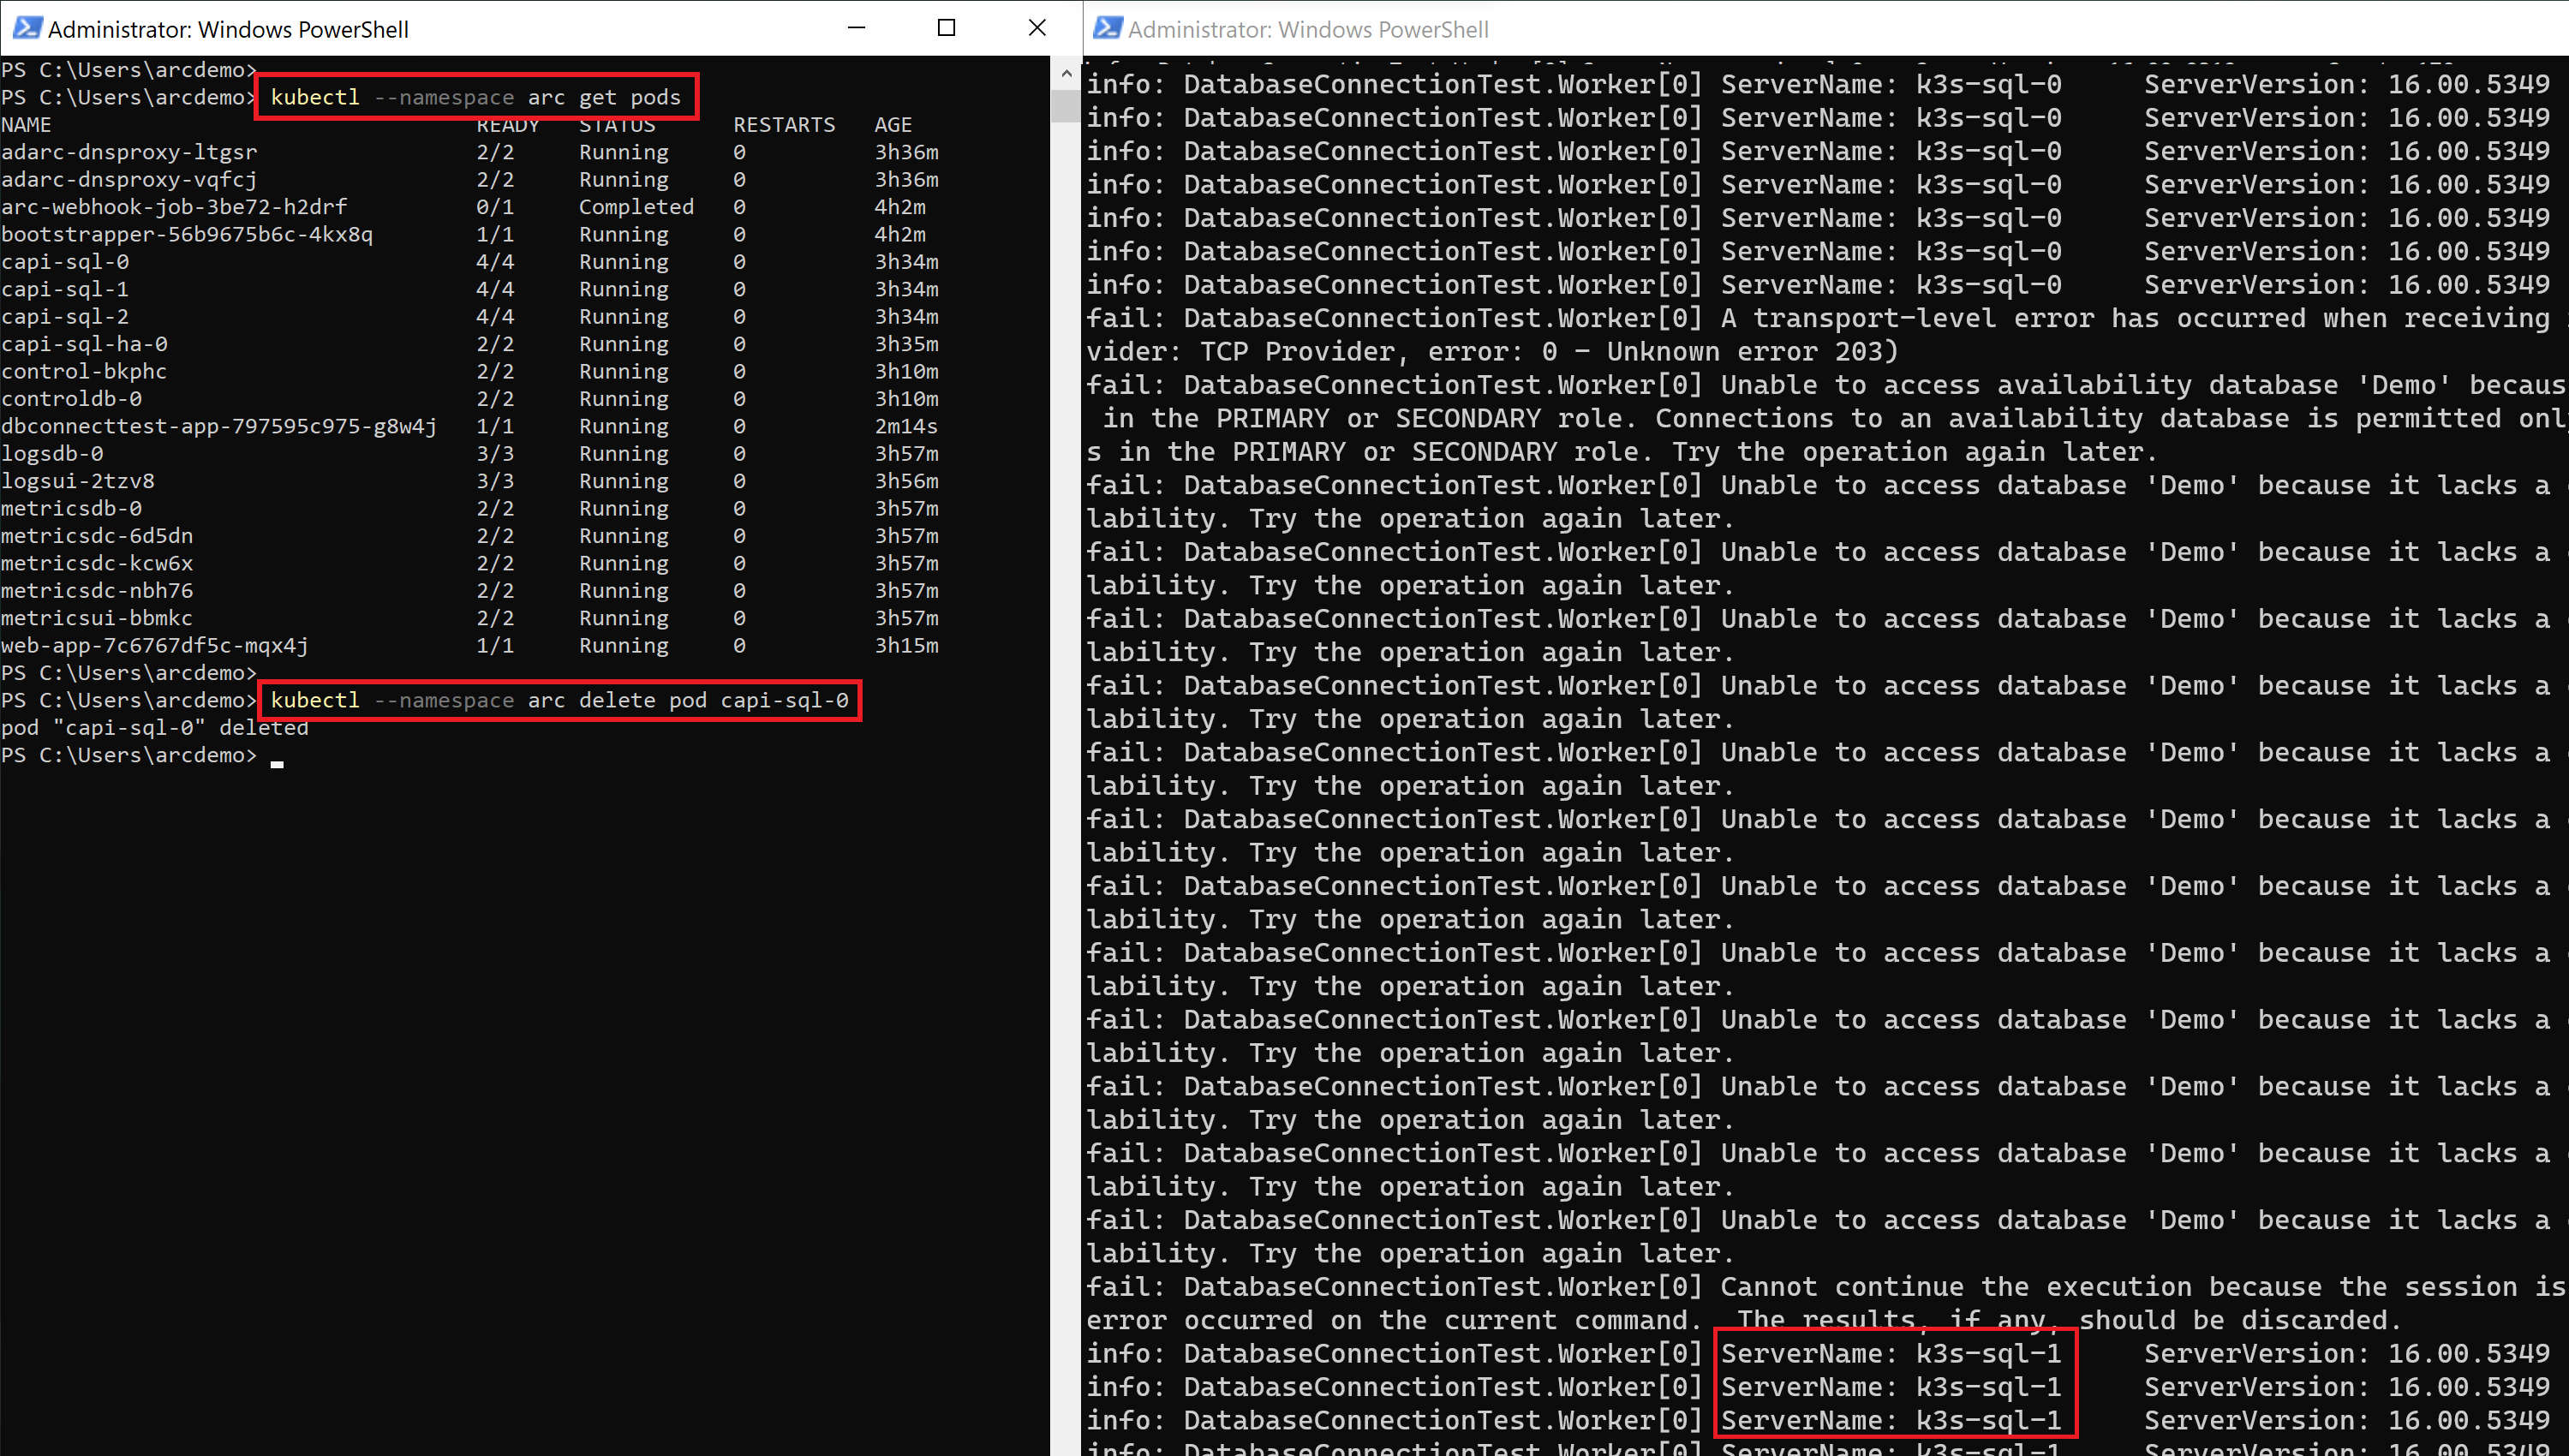 Administrator: Windows PowerShell
PS C:\Users\arcdemo>
PS C:\Users\arcdemo> kubectl --namespace arc get pods
NAME READY STATUS RESTARTS AGE
adarc-dnsproxy-ltgsr 2/2 Running 0 3h36m
adarc-dnsproxy-vqfcj 2/2 Running 0 3h36m
arc-webhook-job-3be72-h2drf 0/1 Completed 0 4h2m
bootstrapper-56b9675b6c-4kx8q 1/1 Running 0 4h2m
capi-sql-0 4/4 Running 0 3h34m
capi-sql-1 4/4 Running 0 3h34m
capi-sql-2 4/4 Running 0 3h34m
capi-sql-ha-0 2/2 Running 0 3h35m
control-bkphc 2/2 Running 0 3h10m
controldb-0 2/2 Running 0 3h10m
dbconnecttest-app-797595c975-g8w4j 1/1 Running 0 2m14s
logsdb-0 3/3 Running 0 3h57m
logsui-2tzv8 3/3 Running 0 3h56m
metricsdb-0 2/2 Running 0 3h57m
metricsdc-6d5dn 2/2 Running 0 3h57m
metricsdc-kcw6x 2/2 Running 0 3h57m
metricsdc-nbh76 2/2 Running 0 3h57m
metricsui-bbmkc 2/2 Running 0 3h57m
web-app-7c6767df5c-mqx4j 1/1 Running 0 3h15m
PS C:\Users\arcdemo>
PS C:\Users\arcdemo> kubectl --namespace arc delete pod capi-sql-0
pod "capi-sql-0" deleted
PS C:\Users\arcdemo>
Administrator: Windows PowerShell
info: DatabaseConnectionTest.Worker[0] ServerName: k3s-sql-0 ServerVersion: 16.00.5349
info: DatabaseConnectionTest.Worker[0] ServerName: k3s-sql-0 ServerVersion: 16.00.5349
info: DatabaseConnectionTest.Worker[0] ServerName: k3s-sql-0 ServerVersion: 16.00.5349
info: DatabaseConnectionTest.Worker[0] ServerName: k3s-sql-0 ServerVersion: 16.00.5349
info: DatabaseConnectionTest.Worker[0] ServerName: k3s-sql-0 ServerVersion: 16.00.5349
info: DatabaseConnectionTest.Worker[0] ServerName: k3s-sql-0 ServerVersion: 16.00.5349
info: DatabaseConnectionTest.Worker[0] ServerName: k3s-sql-0 ServerVersion: 16.00.5349
fail: DatabaseConnectionTest.Worker[0] A transport-level error has occurred when receiving
vider: TCP Provider, error: 0 - Unknown error 203)
fail: DatabaseConnectionTest.Worker[0] Unable to access availability database 'Demo' becaus
in the PRIMARY or SECONDARY role. Connections to an availability database is permitted onl
s in the PRIMARY or SECONDARY role. Try the operation again later.
fail: DatabaseConnectionTest.Worker[0] Unable to access database 'Demo' because it lacks a
lability. Try the operation again later.
fail: DatabaseConnectionTest.Worker[0] Unable to access database 'Demo' because it lacks a
lability. Try the operation again later.
fail: DatabaseConnectionTest.Worker[0] Unable to access database 'Demo' because it lacks a
lability. Try the operation again later.
fail: DatabaseConnectionTest.Worker[0] Unable to access database 'Demo' because it lacks a
lability. Try the operation again later.
fail: DatabaseConnectionTest.Worker[0] Unable to access database 'Demo' because it lacks a
lability. Try the operation again later.
fail: DatabaseConnectionTest.Worker[0] Unable to access database 'Demo' because it lacks a
lability. Try the operation again later.
fail: DatabaseConnectionTest.Worker[0] Unable to access database 'Demo' because it lacks a
lability. Try the operation again later.
fail: DatabaseConnectionTest.Worker[0] Unable to access database 'Demo' because it lacks a
lability. Try the operation again later.
fail: DatabaseConnectionTest.Worker[0] Unable to access database 'Demo' because it lacks a
lability. Try the operation again later.
fail: DatabaseConnectionTest.Worker[0] Unable to access database 'Demo' because it lacks a
lability. Try the operation again later.
fail: DatabaseConnectionTest.Worker[0] Unable to access database 'Demo' because it lacks a
lability. Try the operation again later.
fail: DatabaseConnectionTest.Worker[0] Unable to access database 'Demo' because it lacks a
lability. Try the operation again later.
fail: DatabaseConnectionTest.Worker[0] Cannot continue the execution because the session is
error occurred on the current command. The results, if any, should be discarded.
info: DatabaseConnectionTest.Worker[0] ServerName: k3s-sql-1 ServerVersion: 16.00.5349
info: DatabaseConnectionTest.Worker[0] ServerName: k3s-sql-1 ServerVersion: 16.00.5349
info: DatabaseConnectionTest.Worker[0] ServerName: k3s-sql-1 ServerVersion: 16.00.5349
info: DatabaseConnectionTest.Worker[0] ServerName: k3s-sql-1 ServerVersion: 16.00.5349